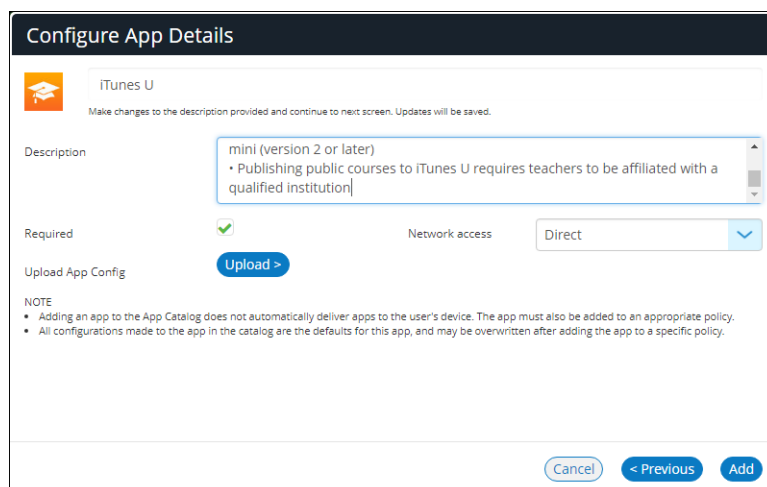 Configure App Details
iTunes U
Make changes to the description provided and continue to next screen. Updates will be saved.
Description
mini (version 2 or later)
• Publishing public courses to iTunes U requires teachers to be affiliated with a
qualified institution
Required
Network access
Direct
Upload App Config
Upload >
NOTE
• Adding an app to the App Catalog does not automatically deliver apps to the user's device. The app must also be added to an appropriate policy.
• All configurations made to the app in the catalog are the defaults for this app, and may be overwritten after adding the app to a specific policy.
Cancel
< Previous
Add